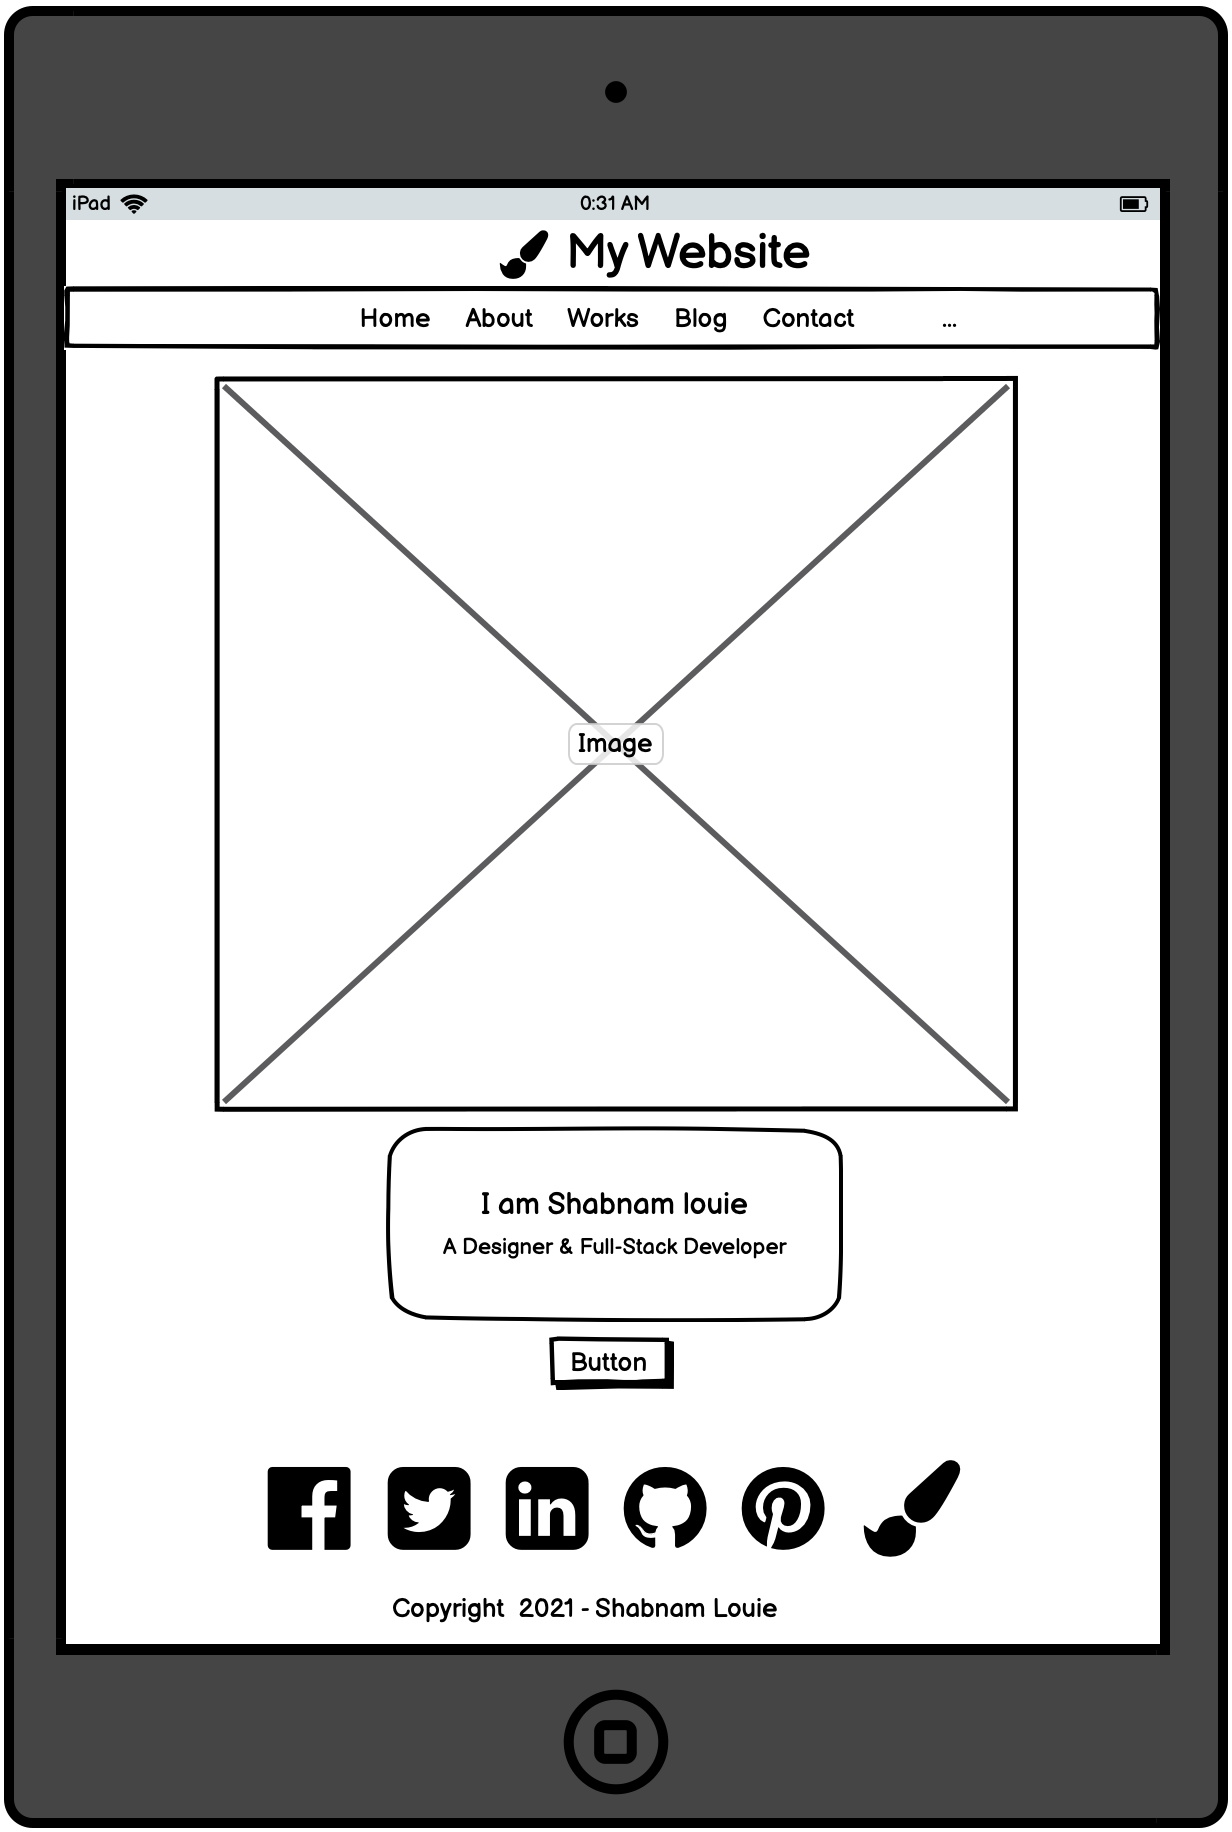 iPad 0:31 AM
My Website
Home About Works Blog Contact ...
Image
I am Shabnam louie
A Designer & Full-Stack Developer
Button
Copyright 2021 - Shabnam Louie